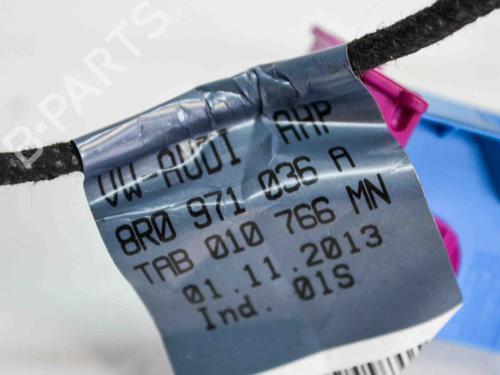 B-PARTS
VW-AUDI AHP
8R0 971 036 A
TAB 010 766 MN
01.11.2013
Ind. 01S